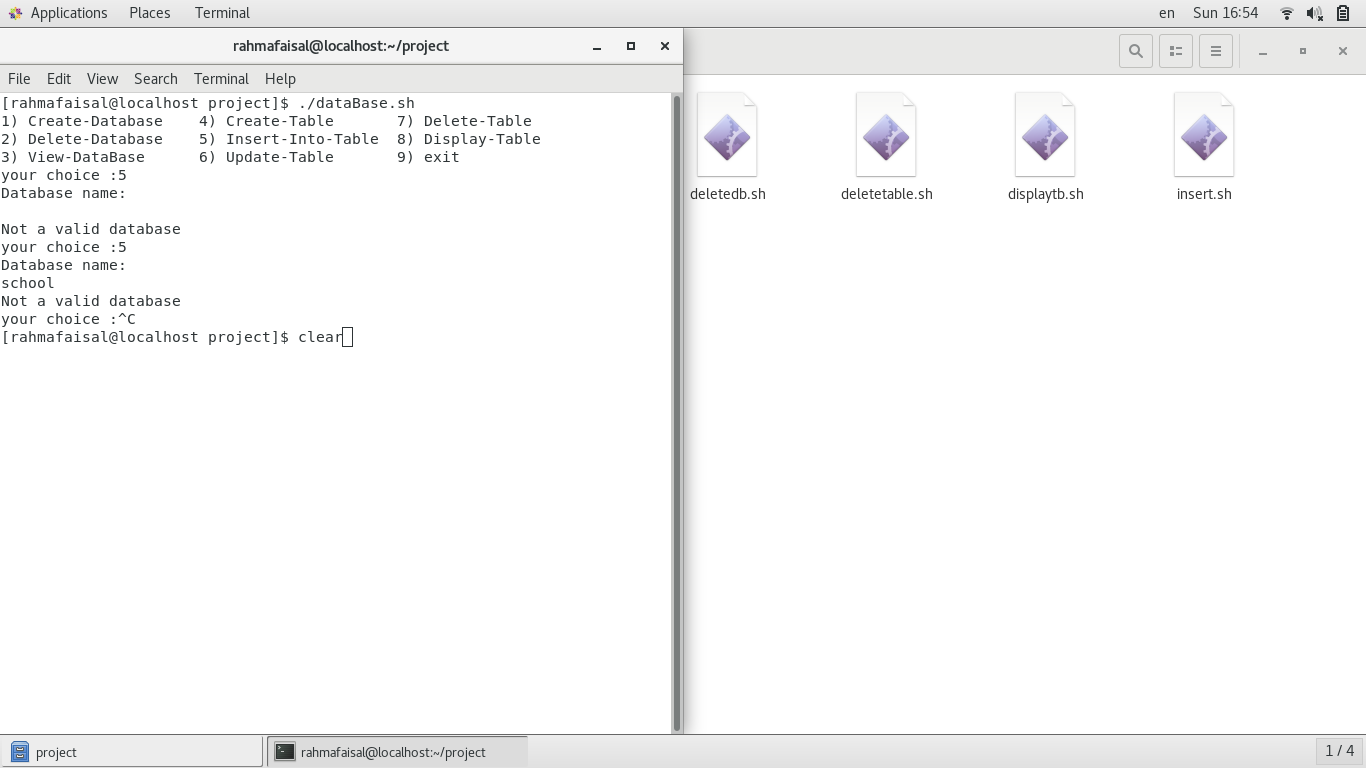 Applications Places Terminal en Sun 16:54
rahmafaisal@localhost:~/project
File Edit View Search Terminal Help
[rahmafaisal@localhost project]$ ./dataBase.sh
1) Create-Database    4) Create-Table       7) Delete-Table
2) Delete-Database    5) Insert-Into-Table  8) Display-Table
3) View-DataBase      6) Update-Table       9) exit
your choice :5
Database name:
Not a valid database
your choice :5
Database name:
school
Not a valid database
your choice :^C
[rahmafaisal@localhost project]$ clear
deletedb.sh deletetable.sh displaytb.sh insert.sh
project rahmafaisal@localhost:~/project 1 / 4